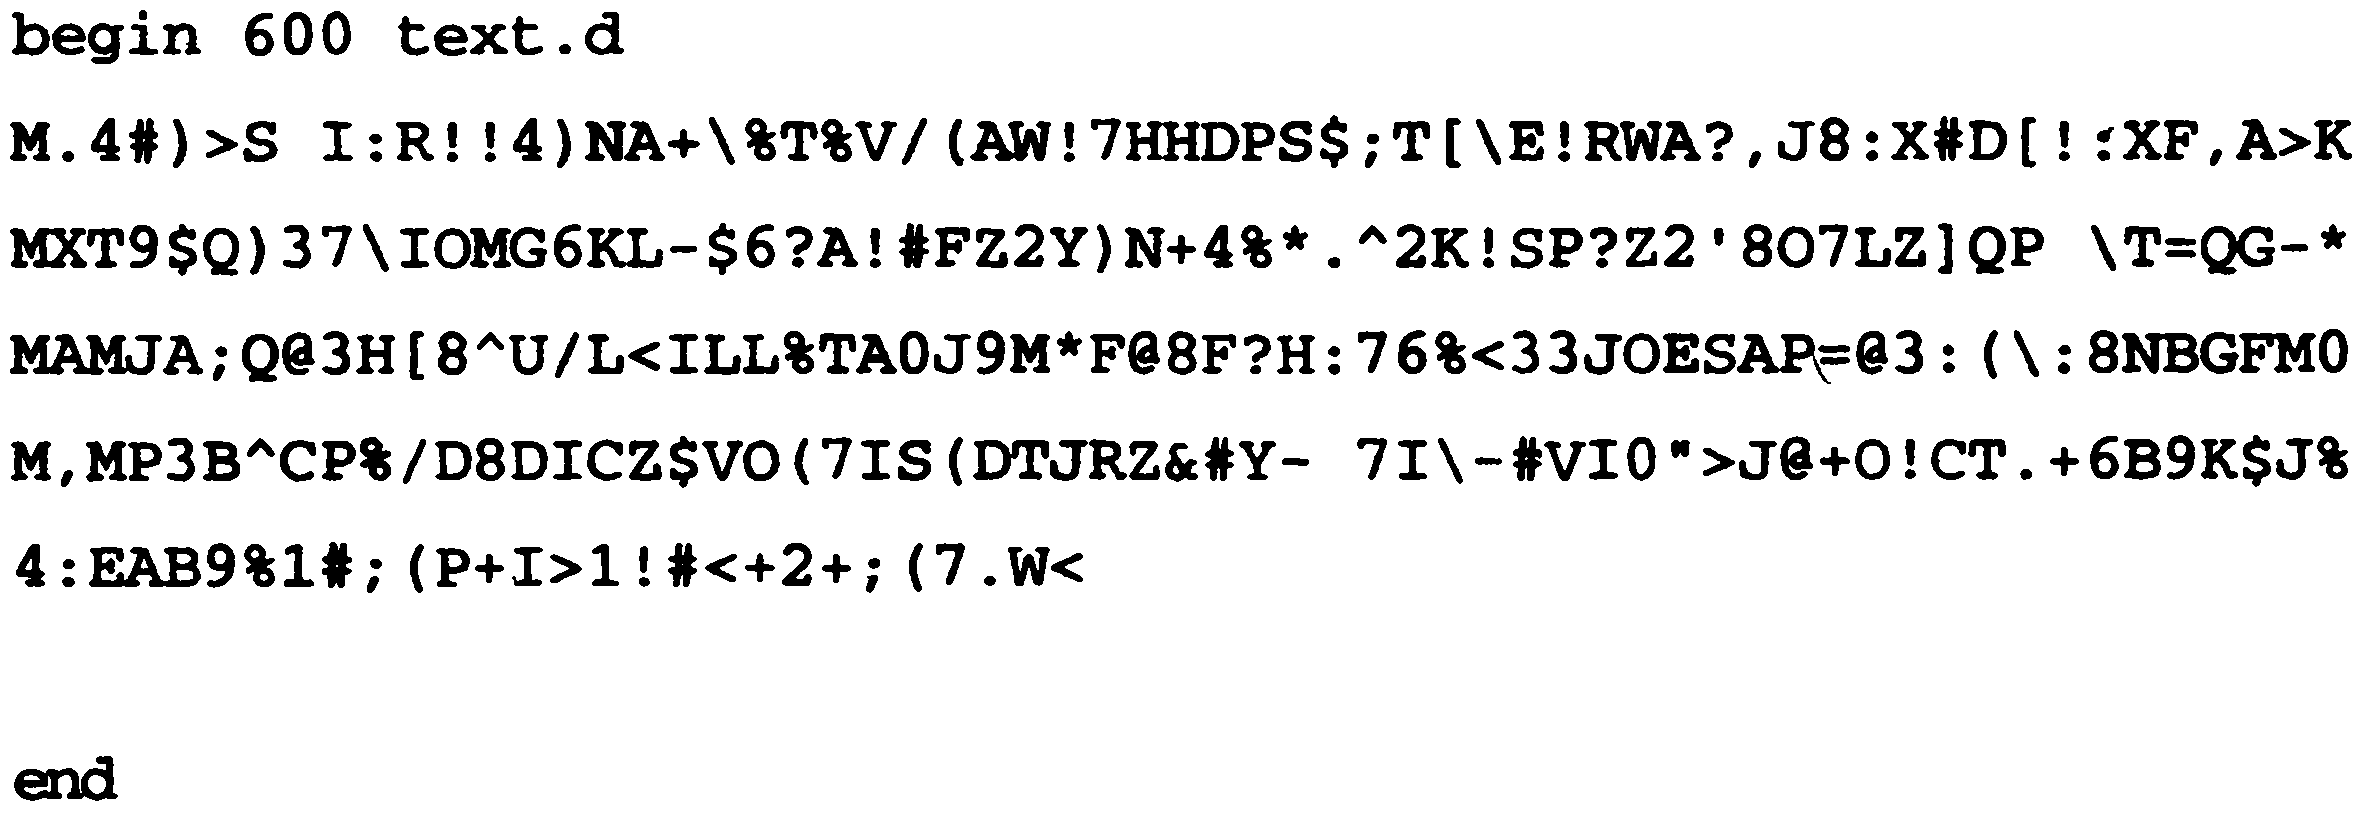 begin 600 text.d
M.4#)>S I:R!!4)NA+\%T%V/(AW!7HHDPS$;T[\E!RWA?,J8:X#D[!:XF,A>K
MXT9$Q)37\IOMG6KL-$6?A!#FZ2Y)N+4%*.^2K!SP?Z2'8O7LZ]QP \T=QG-*
MAMJA;Q@3H[8^U/L<ILL%TA0J9M*F@8F?H:76%<33JOESAP=@3:(\:8NBGFM0
M,MP3B^CP%/D8DICZ$VO(7IS(DTJRZ&#Y- 7I\-#VI0">J@+O!CT.+6B9K$J%
4:EAB9%1#;(P+I>1!#<+2+;(7.W<
end